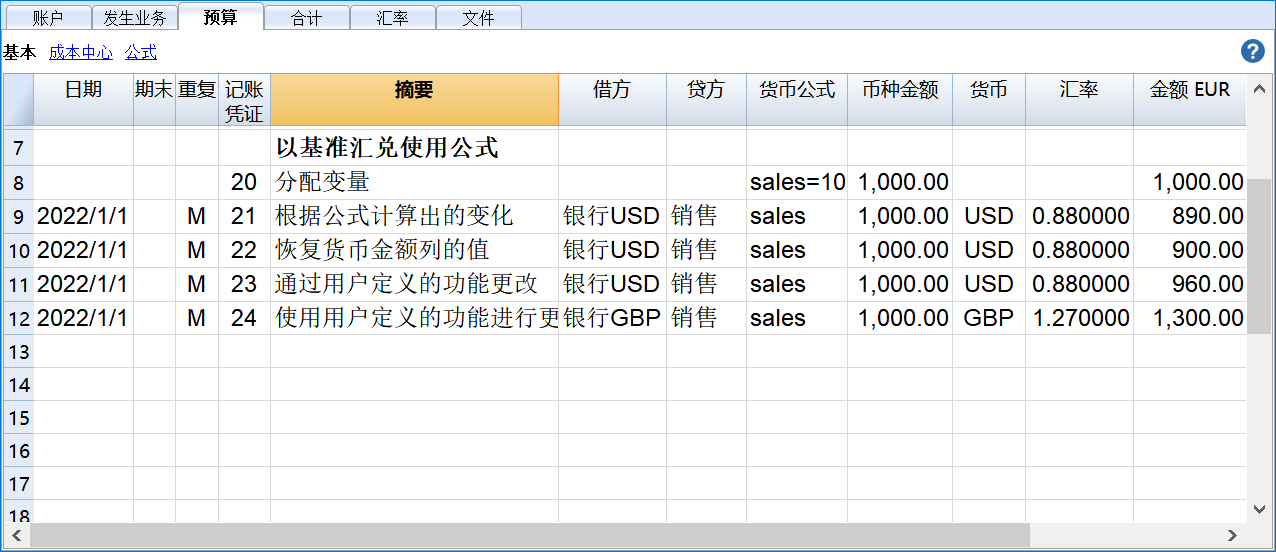 账户 发生业务 预算 合计 汇率 文件
基本 成本中心 公式 ?
日期 期末 重复 记账凭证 摘要 借方 贷方 货币公式 币种金额 货币 汇率 金额 EUR
7 以基准汇兑使用公式
8 20 分配变量 sales=10 1,000.00 1,000.00
9 2022/1/1 M 21 根据公式计算出的变化 银行USD 销售 sales 1,000.00 USD 0.880000 890.00
10 2022/1/1 M 22 恢复货币金额列的值 银行USD 销售 sales 1,000.00 USD 0.880000 900.00
11 2022/1/1 M 23 通过用户定义的功能更改 银行USD 销售 sales 1,000.00 USD 0.880000 960.00
12 2022/1/1 M 24 使用用户定义的功能进行更 银行GBP 销售 sales 1,000.00 GBP 1.270000 1,300.00
13
14
15
16
17
18